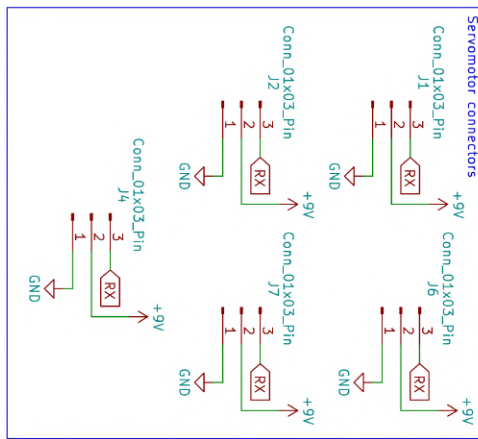 Servomotor connectors
Conn_01x03_Pin
J1
1
2
3
RX
GND
+9V
Conn_01x03_Pin
J6
1
2
3
RX
GND
+9V
Conn_01x03_Pin
J2
1
2
3
RX
GND
+9V
Conn_01x03_Pin
J7
1
2
3
RX
GND
+9V
Conn_01x03_Pin
J4
1
2
3
RX
GND
+9V